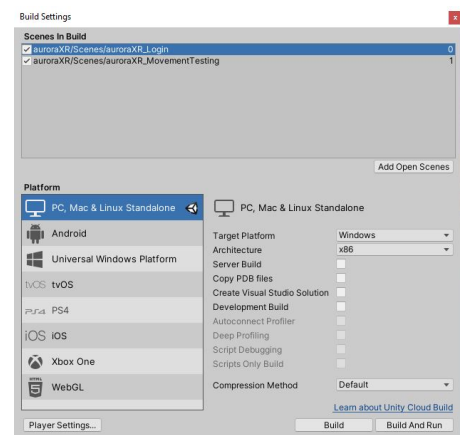 Build Settings
x
Scenes In Build
auroraXR/Scenes/auroraXR_Login 0
auroraXR/Scenes/auroraXR_MovementTesting 1
Add Open Scenes
Platform
PC, Mac & Linux Standalone
Android
Universal Windows Platform
tvOS tvOS
PS4 PS4
iOS iOS
Xbox One
HTML 5 WebGL
PC, Mac & Linux Standalone
Target Platform Windows
Architecture x86
Server Build
Copy PDB files
Create Visual Studio Solution
Development Build
Autoconnect Profiler
Deep Profiling
Script Debugging
Scripts Only Build
Compression Method Default
Learn about Unity Cloud Build
Player Settings... Build Build And Run